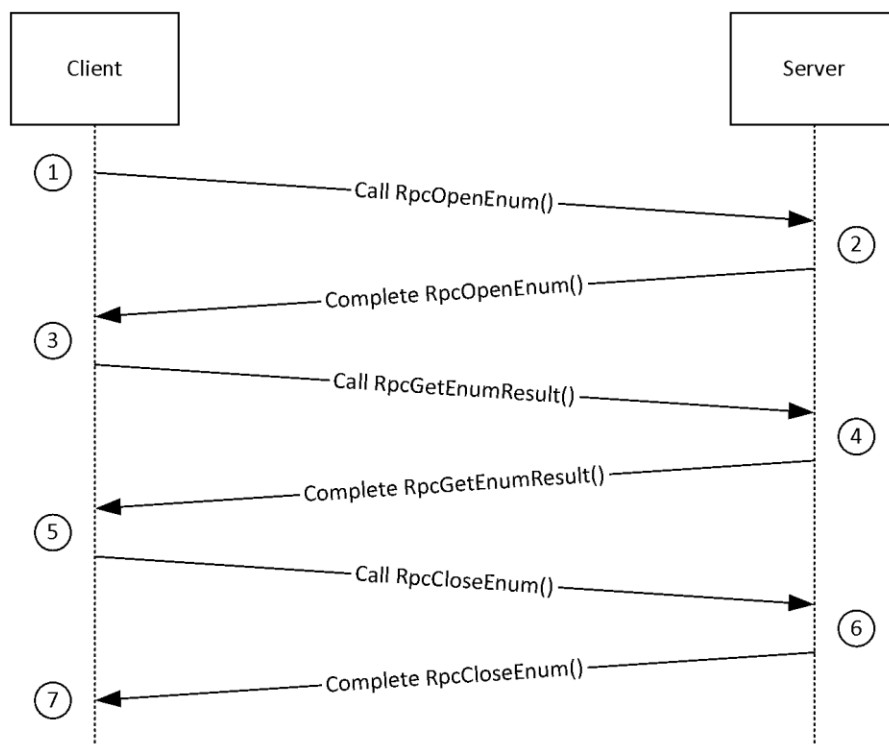 Client
Server
1
Call RpcOpenEnum()
2
Complete RpcOpenEnum()
3
Call RpcGetEnumResult()
4
Complete RpcGetEnumResult()
5
Call RpcCloseEnum()
6
Complete RpcCloseEnum()
7